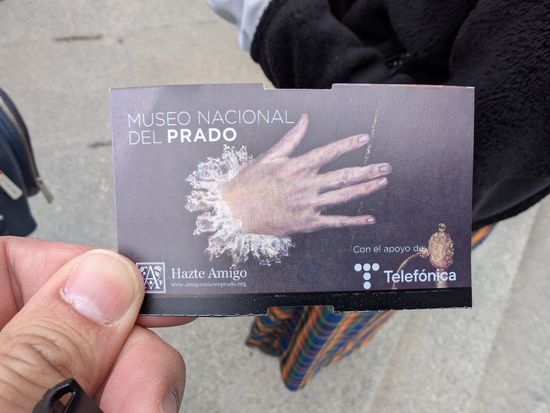 MUSEO NACIONAL
DEL PRADO
Con el apoyo de
Telefónica
A
Hazte Amigo
www.amigosmuseoprado.org